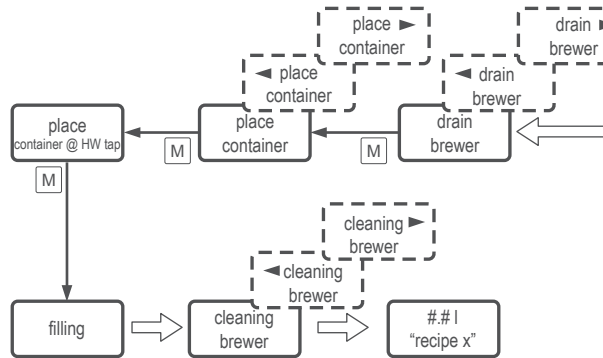 place ►
container
drain ►
brewer
◄ place
container
◄ drain
brewer
place
container @ HW tap
place
container
drain
brewer
M
M
M
cleaning ►
brewer
◄ cleaning
brewer
filling
cleaning
brewer
#.# l
“recipe x”